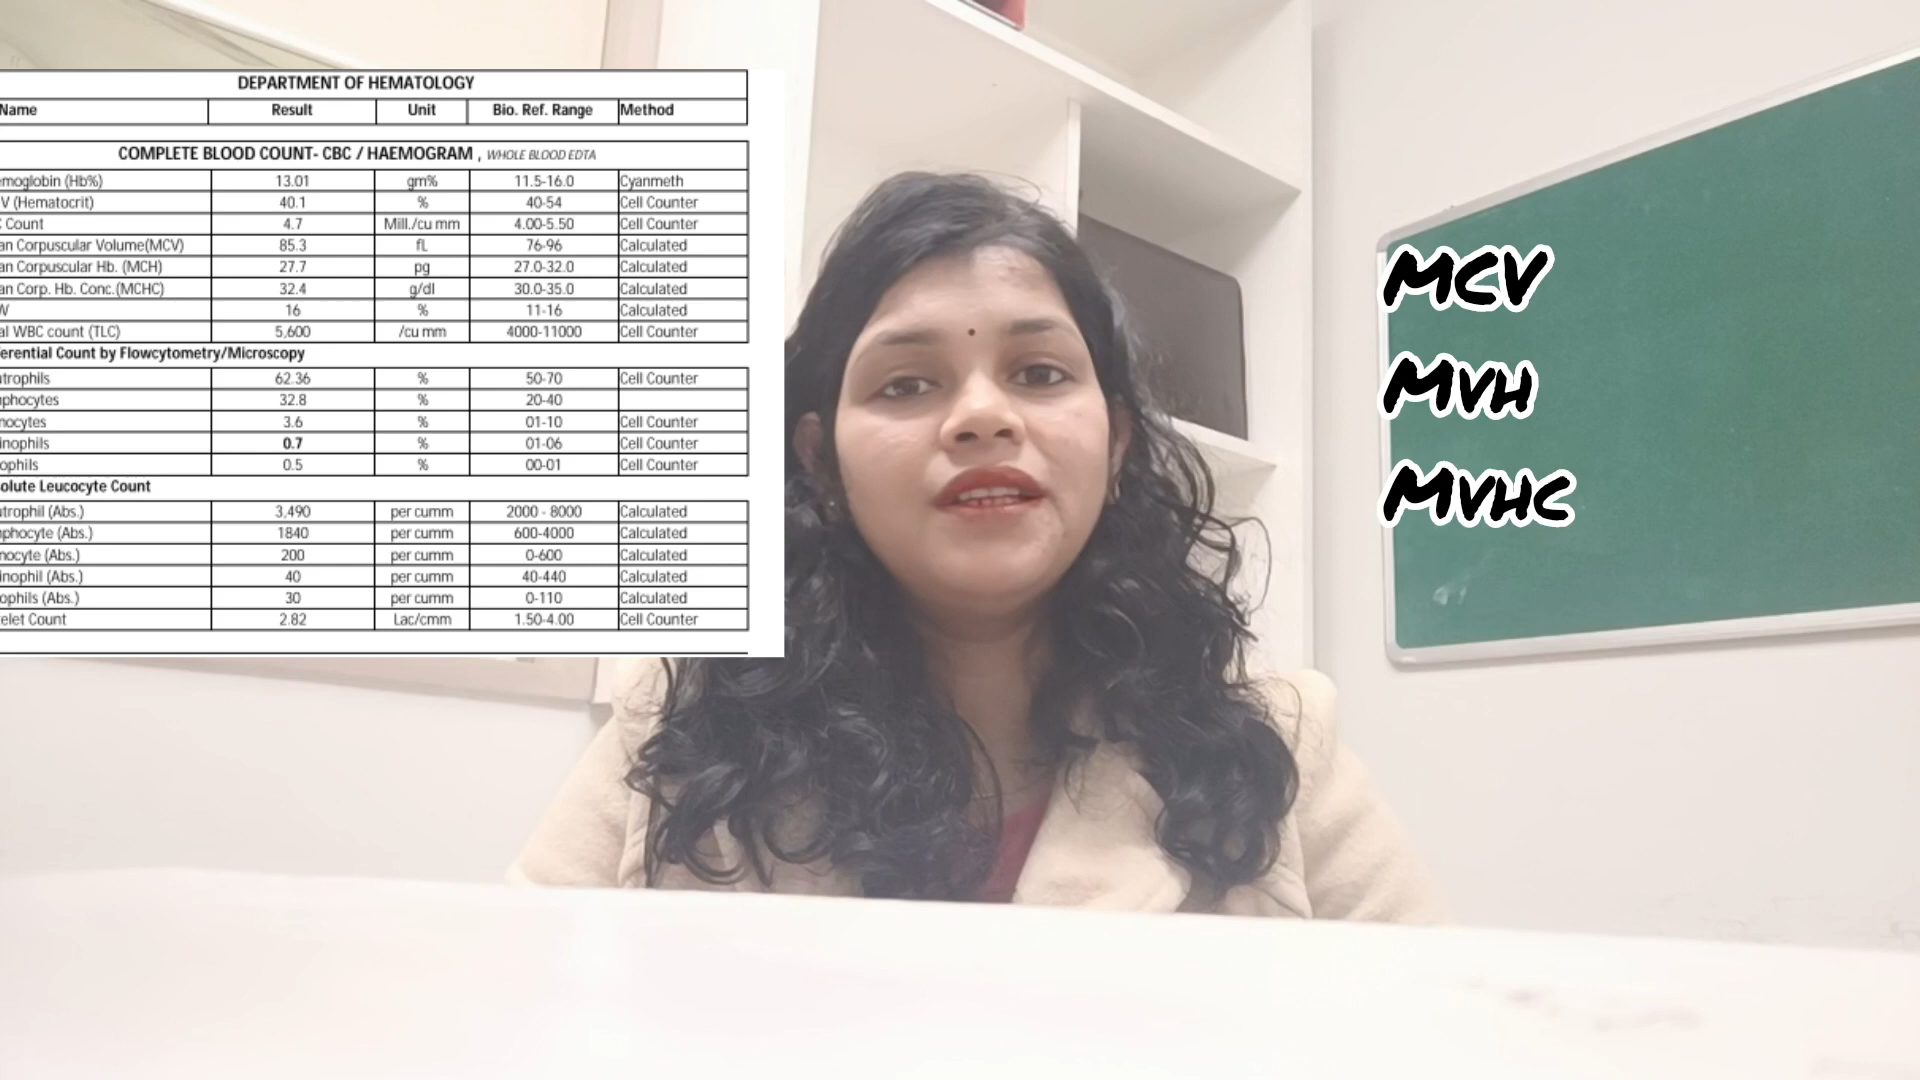 DEPARTMENT OF HEMATOLOGY
Name Result Unit Bio. Ref. Range Method
COMPLETE BLOOD COUNT- CBC / HAEMOGRAM , WHOLE BLOOD EDTA
emoglobin (Hb%) 13.01 gm% 11.5-16.0 Cyanmeth
V (Hematocrit) 40.1 % 40-54 Cell Counter
C Count 4.7 Mill./cu mm 4.00-5.50 Cell Counter
an Corpuscular Volume(MCV) 85.3 fL 76-96 Calculated
an Corpuscular Hb. (MCH) 27.7 pg 27.0-32.0 Calculated
an Corp. Hb. Conc.(MCHC) 32.4 g/dl 30.0-35.0 Calculated
W 16 % 11-16 Calculated
al WBC count (TLC) 5,600 /cu mm 4000-11000 Cell Counter
ferential Count by Flowcytometry/Microscopy
utrophils 62.36 % 50-70 Cell Counter
nphocytes 32.8 % 20-40
nocytes 3.6 % 01-10 Cell Counter
inophils 0.7 % 01-06 Cell Counter
ophils 0.5 % 00-01 Cell Counter
olute Leucocyte Count
utrophil (Abs.) 3,490 per cumm 2000 - 8000 Calculated
nphocyte (Abs.) 1840 per cumm 600-4000 Calculated
nocyte (Abs.) 200 per cumm 0-600 Calculated
inophil (Abs.) 40 per cumm 40-440 Calculated
ophils (Abs.) 30 per cumm 0-110 Calculated
elet Count 2.82 Lac/cmm 1.50-4.00 Cell Counter
MCV
MVH
MVHC